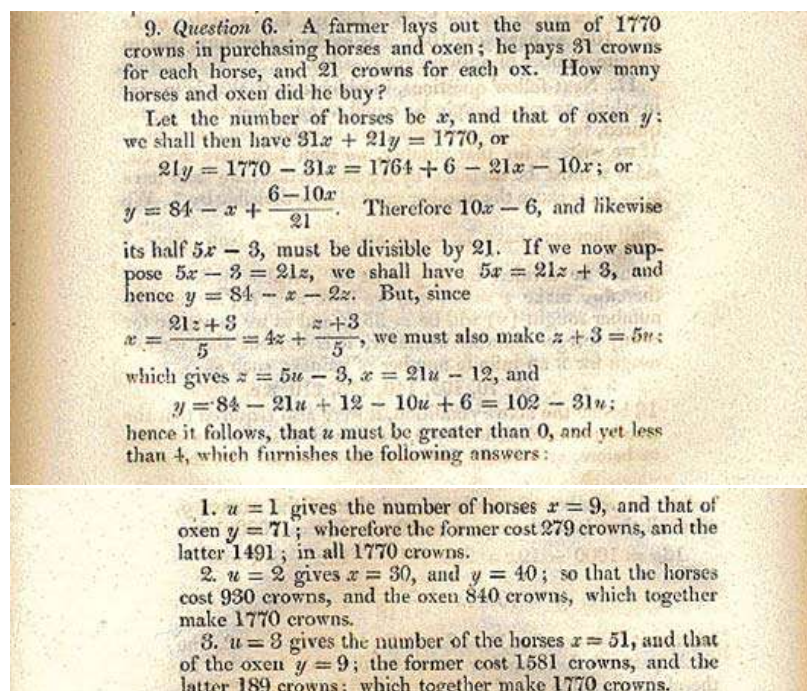 9. Question 6. A farmer lays out the sum of 1770
crowns in purchasing horses and oxen; he pays 31 crowns
for each horse, and 21 crowns for each ox. How many
horses and oxen did he buy?
Let the number of horses be x, and that of oxen y;
we shall then have 31x + 21y = 1770, or
21y = 1770 − 31x = 1764 + 6 − 21x − 10x; or
y = 84 − x + (6−10x)/21. Therefore 10x − 6, and likewise
its half 5x − 3, must be divisible by 21. If we now sup-
pose 5x − 3 = 21z, we shall have 5x = 21z + 3, and
hence y = 84 − x − 2z. But, since
x = (21z+3)/5 = 4z + (z+3)/5, we must also make z + 3 = 5u;
which gives z = 5u − 3, x = 21u − 12, and
y = 84 − 21u + 12 − 10u + 6 = 102 − 31u;
hence it follows, that u must be greater than 0, and yet less
than 4, which furnishes the following answers:
1. u = 1 gives the number of horses x = 9, and that of
oxen y = 71; wherefore the former cost 279 crowns, and the
latter 1491; in all 1770 crowns.
2. u = 2 gives x = 30, and y = 40; so that the horses
cost 930 crowns, and the oxen 840 crowns, which together
make 1770 crowns.
3. u = 3 gives the number of the horses x = 51, and that
of the oxen y = 9; the former cost 1581 crowns, and the
latter 189 crowns; which together make 1770 crowns.